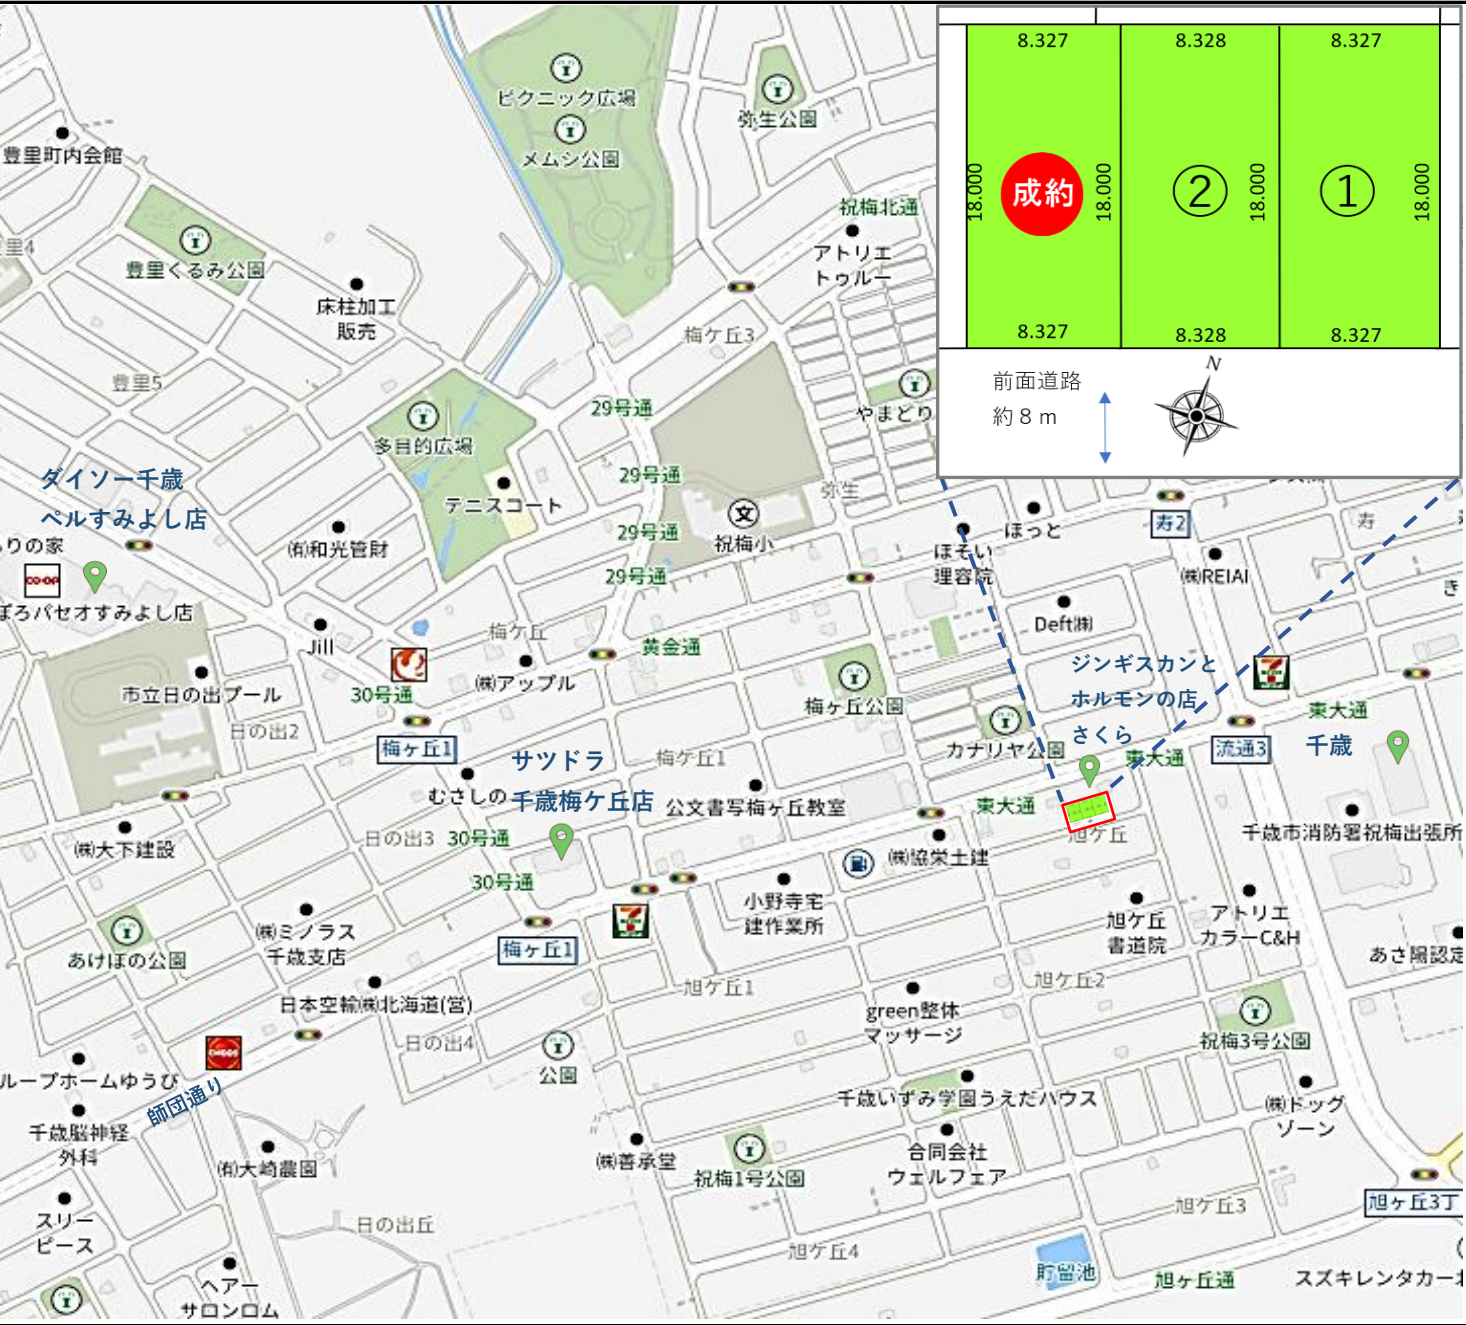 8.327
8.328
8.327
18.000
成約
18.000
②
18.000
①
18.000
8.327
8.328
8.327
前面道路
約８ｍ
N
ピクニック広場
メムシ公園
弥生公園
豊里町内会館
祝梅北通
アトリエ
トゥルー
豊里くるみ公園
床柱加工
販売
梅ケ丘3
豊里5
29号通
やまどり
多目的広場
ダイソー千歳
ペルすみよし店
29号通
弥生
テニスコート
㈲和光管財
29号通
祝梅小
文
ほっと
寿2
寿
ほそい
理容院
りの家
CO-OP
ぽろパセオすみよし店
29号通
㈱REIAI
き
Jill
梅ケ丘
黄金通
Deft㈱
市立日の出プール
30号通
㈱アップル
梅ケ丘公園
ジンギスカンと
ホルモンの店
さくら
東大通
日の出2
梅ヶ丘1
サツドラ
千歳梅ケ丘店
梅ケ丘1
カナリヤ公園
東大通
流通3
千歳
むさしの
公文書写梅ヶ丘教室
東大通
旭ケ丘
千歳市消防署祝梅出張所
㈱大下建設
日の出3
30号通
30号通
㈱協栄土建
小野寺宅
建作業所
旭ケ丘
書道院
アトリエ
カラーC&H
あけぼの公園
㈱ミノラス
千歳支店
梅ヶ丘1
あさ陽認定
旭ケ丘1
旭ケ丘2
日本空輸㈱北海道(営)
green整体
マッサージ
祝梅3号公園
日の出4
公園
ループホームゆうび
師団通り
千歳いずみ学園うえだハウス
㈱ドッグ
ゾーン
千歳脳神経
外科
㈲大崎農園
㈱善承堂
祝梅1号公園
合同会社
ウェルフェア
スリー
ピース
日の出丘
旭ケ丘3
旭ヶ丘3丁
旭ケ丘4
貯留池
旭ヶ丘通
スズキレンタカー
ヘアー
サロンロム